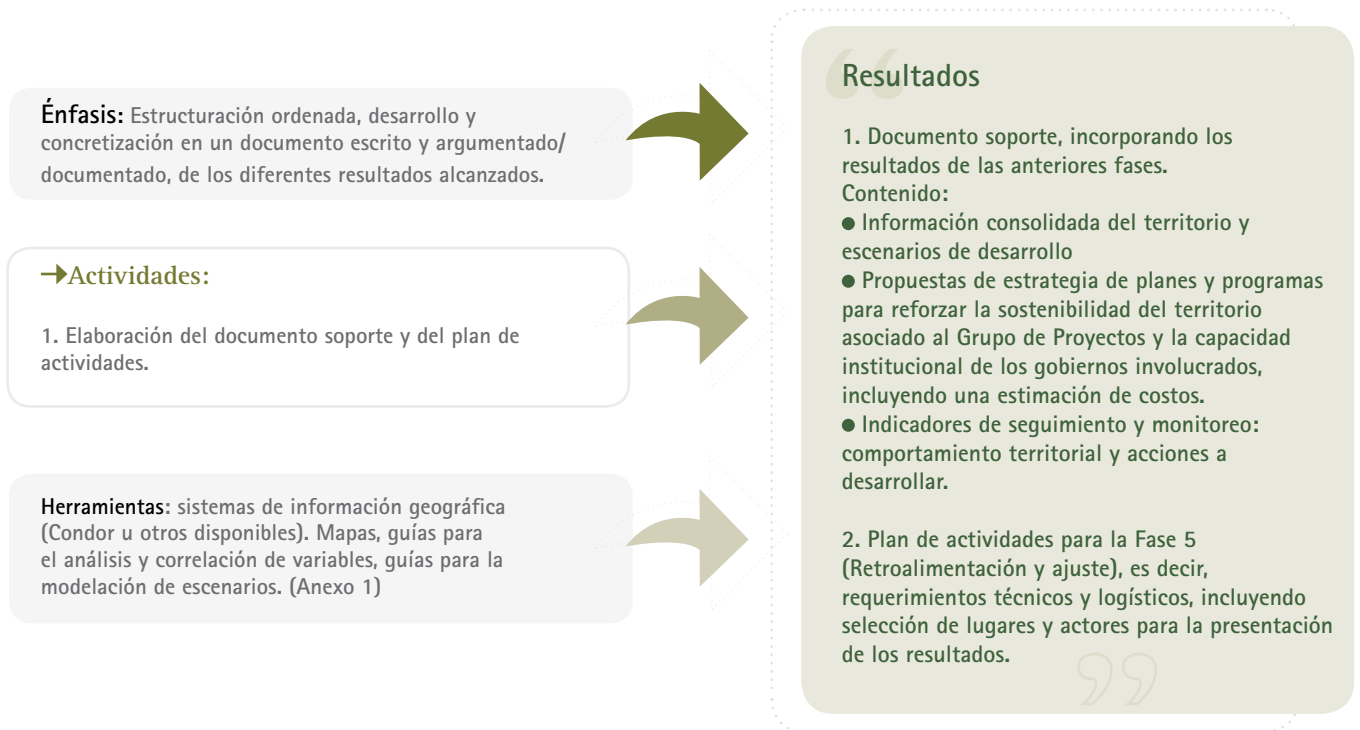 Énfasis: Estructuración ordenada, desarrollo y
concretización en un documento escrito y argumentado/
documentado, de los diferentes resultados alcanzados.
→Actividades:
1. Elaboración del documento soporte y del plan de
actividades.
Herramientas: sistemas de información geográfica
(Condor u otros disponibles). Mapas, guías para
el análisis y correlación de variables, guías para la
modelación de escenarios. (Anexo 1)
“
Resultados
1. Documento soporte, incorporando los
resultados de las anteriores fases.
Contenido:
● Información consolidada del territorio y
escenarios de desarrollo
● Propuestas de estrategia de planes y programas
para reforzar la sostenibilidad del territorio
asociado al Grupo de Proyectos y la capacidad
institucional de los gobiernos involucrados,
incluyendo una estimación de costos.
● Indicadores de seguimiento y monitoreo:
comportamiento territorial y acciones a
desarrollar.
2. Plan de actividades para la Fase 5
(Retroalimentación y ajuste), es decir,
requerimientos técnicos y logísticos, incluyendo
selección de lugares y actores para la presentación
de los resultados.
”